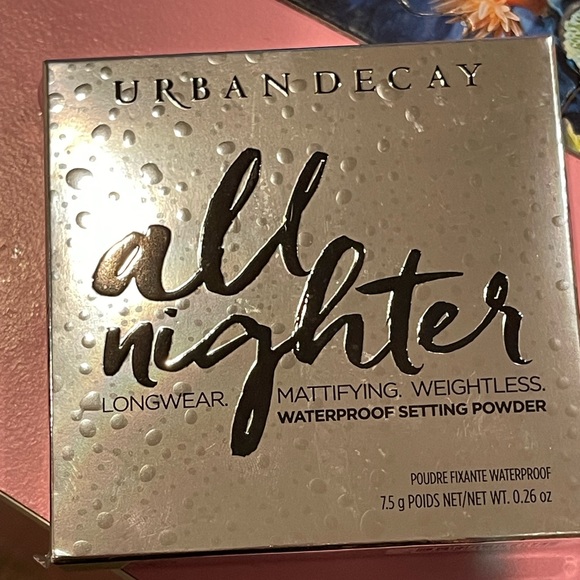 URBAN DECAY
all
nighter
LONGWEAR. MATTIFYING. WEIGHTLESS.
WATERPROOF SETTING POWDER
POUDRE FIXANTE WATERPROOF
7.5 g POIDS NET/NET WT. 0.26 oz